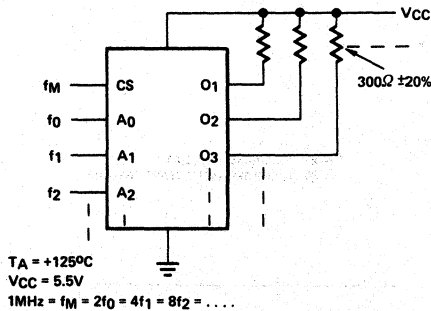 VCC
300Ω ±20%
fM CS O1
f0 A0 O2
f1 A1 O3
f2 A2
TA = +125°C
VCC = 5.5V
1MHz = fM = 2f0 = 4f1 = 8f2 = ....